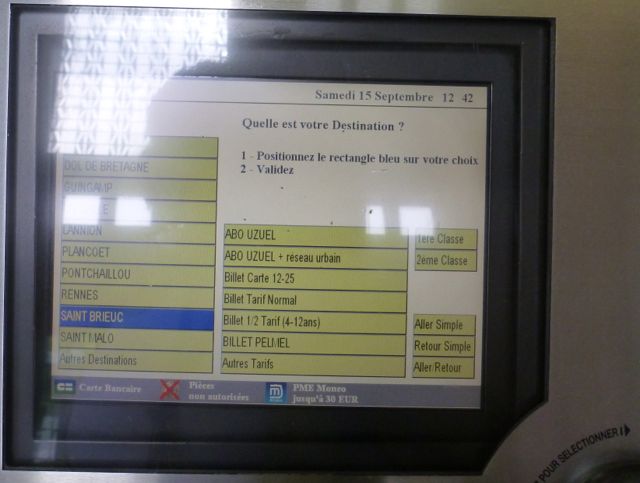 Samedi 15 Septembre 12 42
Quelle est votre Destination ?
1 - Positionnez le rectangle bleu sur votre choix
2 - Validez
DOL DE BRETAGNE
GUINGAMP
E
LANNION
PLANCOET
PONTCHAILLOU
RENNES
SAINT BRIEUC
SAINT MALO
Autres Destinations
ABO UZUEL
ABO UZUEL + réseau urbain
Billet Carte 12-25
Billet Tarif Normal
Billet 1/2 Tarif (4-12ans)
BILLET PELMEL
Autres Tarifs
1ere Classe
2eme Classe
Aller Simple
Retour Simple
Aller/Retour
Carte Bancaire
Pièces
non autorisées
PME Moneo
jusqu'à 30 EUR
POUR SELECTIONNER